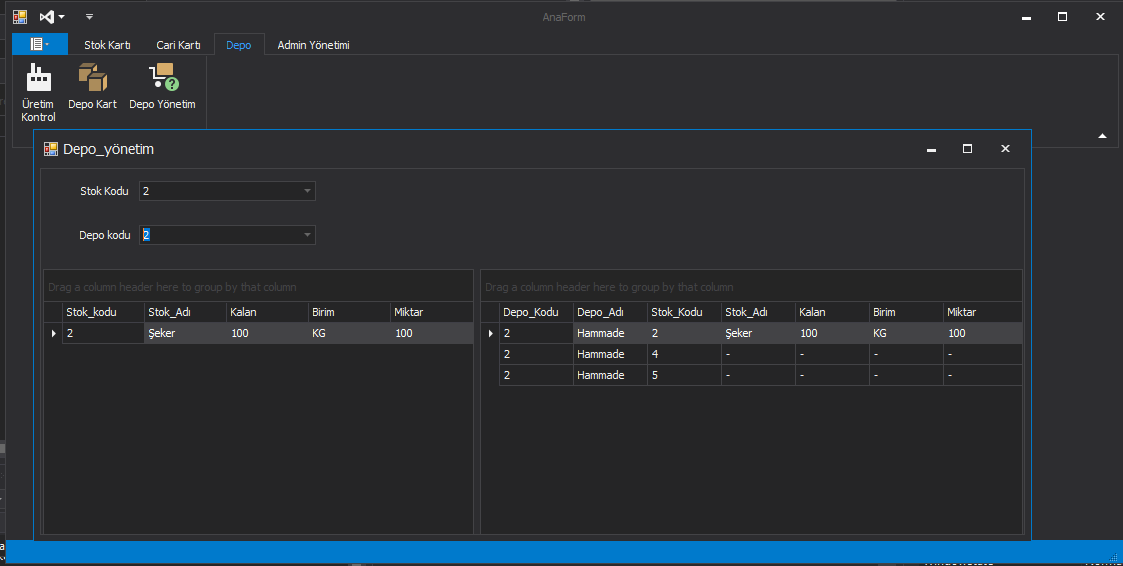 AnaForm
Stok Kartı Cari Kartı Depo Admin Yönetimi
Üretim Kontrol Depo Kart Depo Yönetim
Depo_yönetim
Stok Kodu 2
Depo kodu 2
Drag a column header here to group by that column
Stok_kodu Stok_Adı Kalan Birim Miktar
2 Şeker 100 KG 100
Drag a column header here to group by that column
Depo_Kodu Depo_Adı Stok_Kodu Stok_Adı Kalan Birim Miktar
2 Hammade 2 Şeker 100 KG 100
2 Hammade 4 - - - -
2 Hammade 5 - - - -